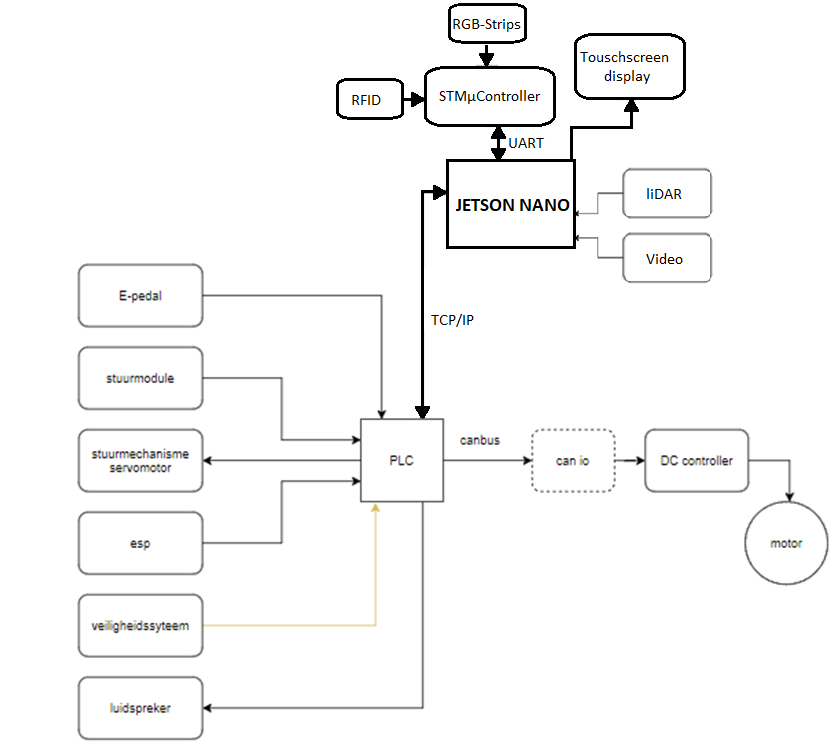 RGB-Strips
Touschscreen
display
RFID
STMµController
UART
JETSON NANO
liDAR
Video
E-pedal
TCP/IP
stuurmodule
stuurmechanisme
servomotor
PLC
canbus
can io
DC controller
esp
motor
veiligheidssyteem
luidspreker